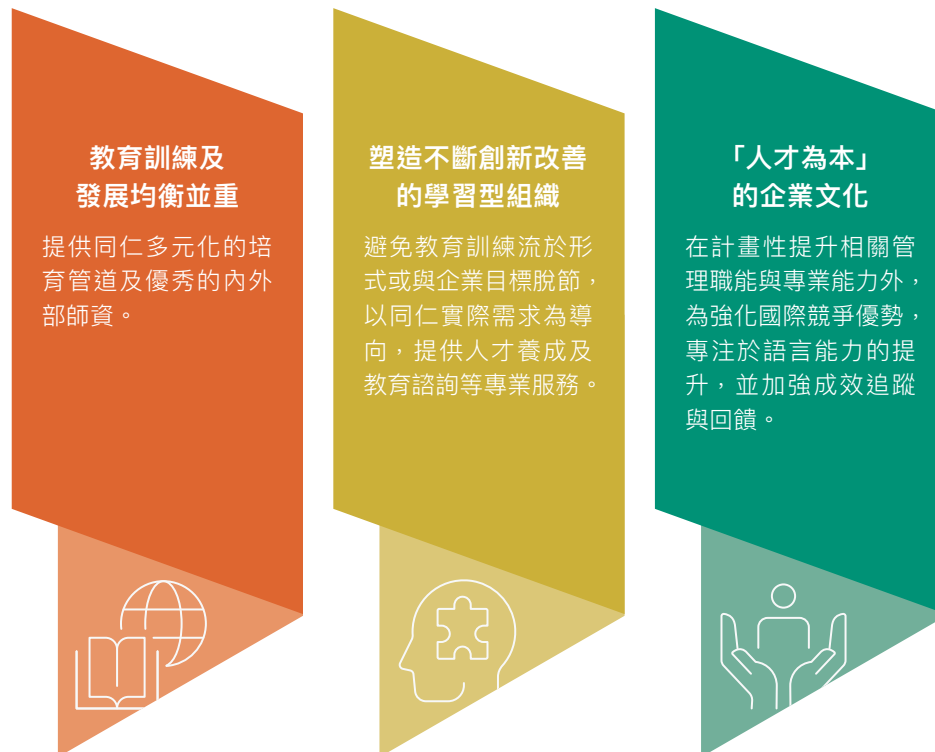 教育訓練及
發展均衡並重
提供同仁多元化的培
育管道及優秀的內外
部師資。
塑造不斷創新改善
的學習型組織
避免教育訓練流於形
式或與企業目標脫節，
以同仁實際需求為導
向，提供人才養成及
教育諮詢等專業服務。
「人才為本」
的企業文化
在計畫性提升相關管
理職能與專業能力外，
為強化國際競爭優勢，
專注於語言能力的提
升，並加強成效追蹤
與回饋。